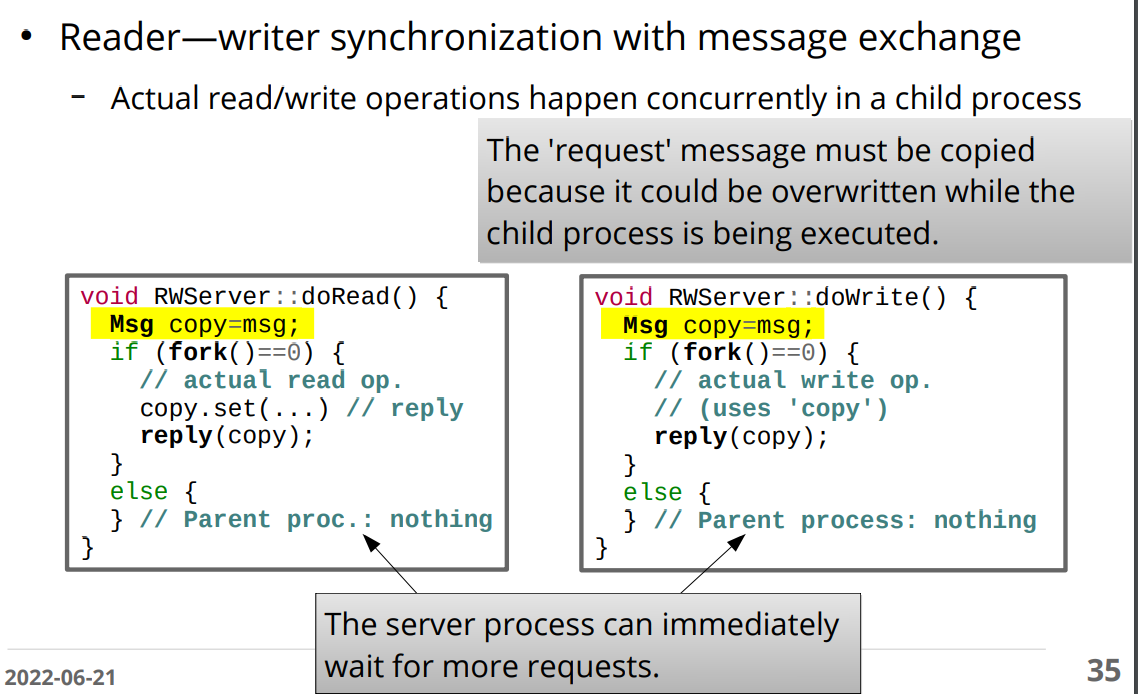 • Reader—writer synchronization with message exchange
– Actual read/write operations happen concurrently in a child process
The 'request' message must be copied
because it could be overwritten while the
child process is being executed.
void RWServer::doRead() {
Msg copy=msg;
if (fork()==0) {
// actual read op.
copy.set(...) // reply
reply(copy);
}
else {
} // Parent proc.: nothing
}
void RWServer::doWrite() {
Msg copy=msg;
if (fork()==0) {
// actual write op.
// (uses 'copy')
reply(copy);
}
else {
} // Parent process: nothing
}
The server process can immediately
wait for more requests.
2022-06-21
35